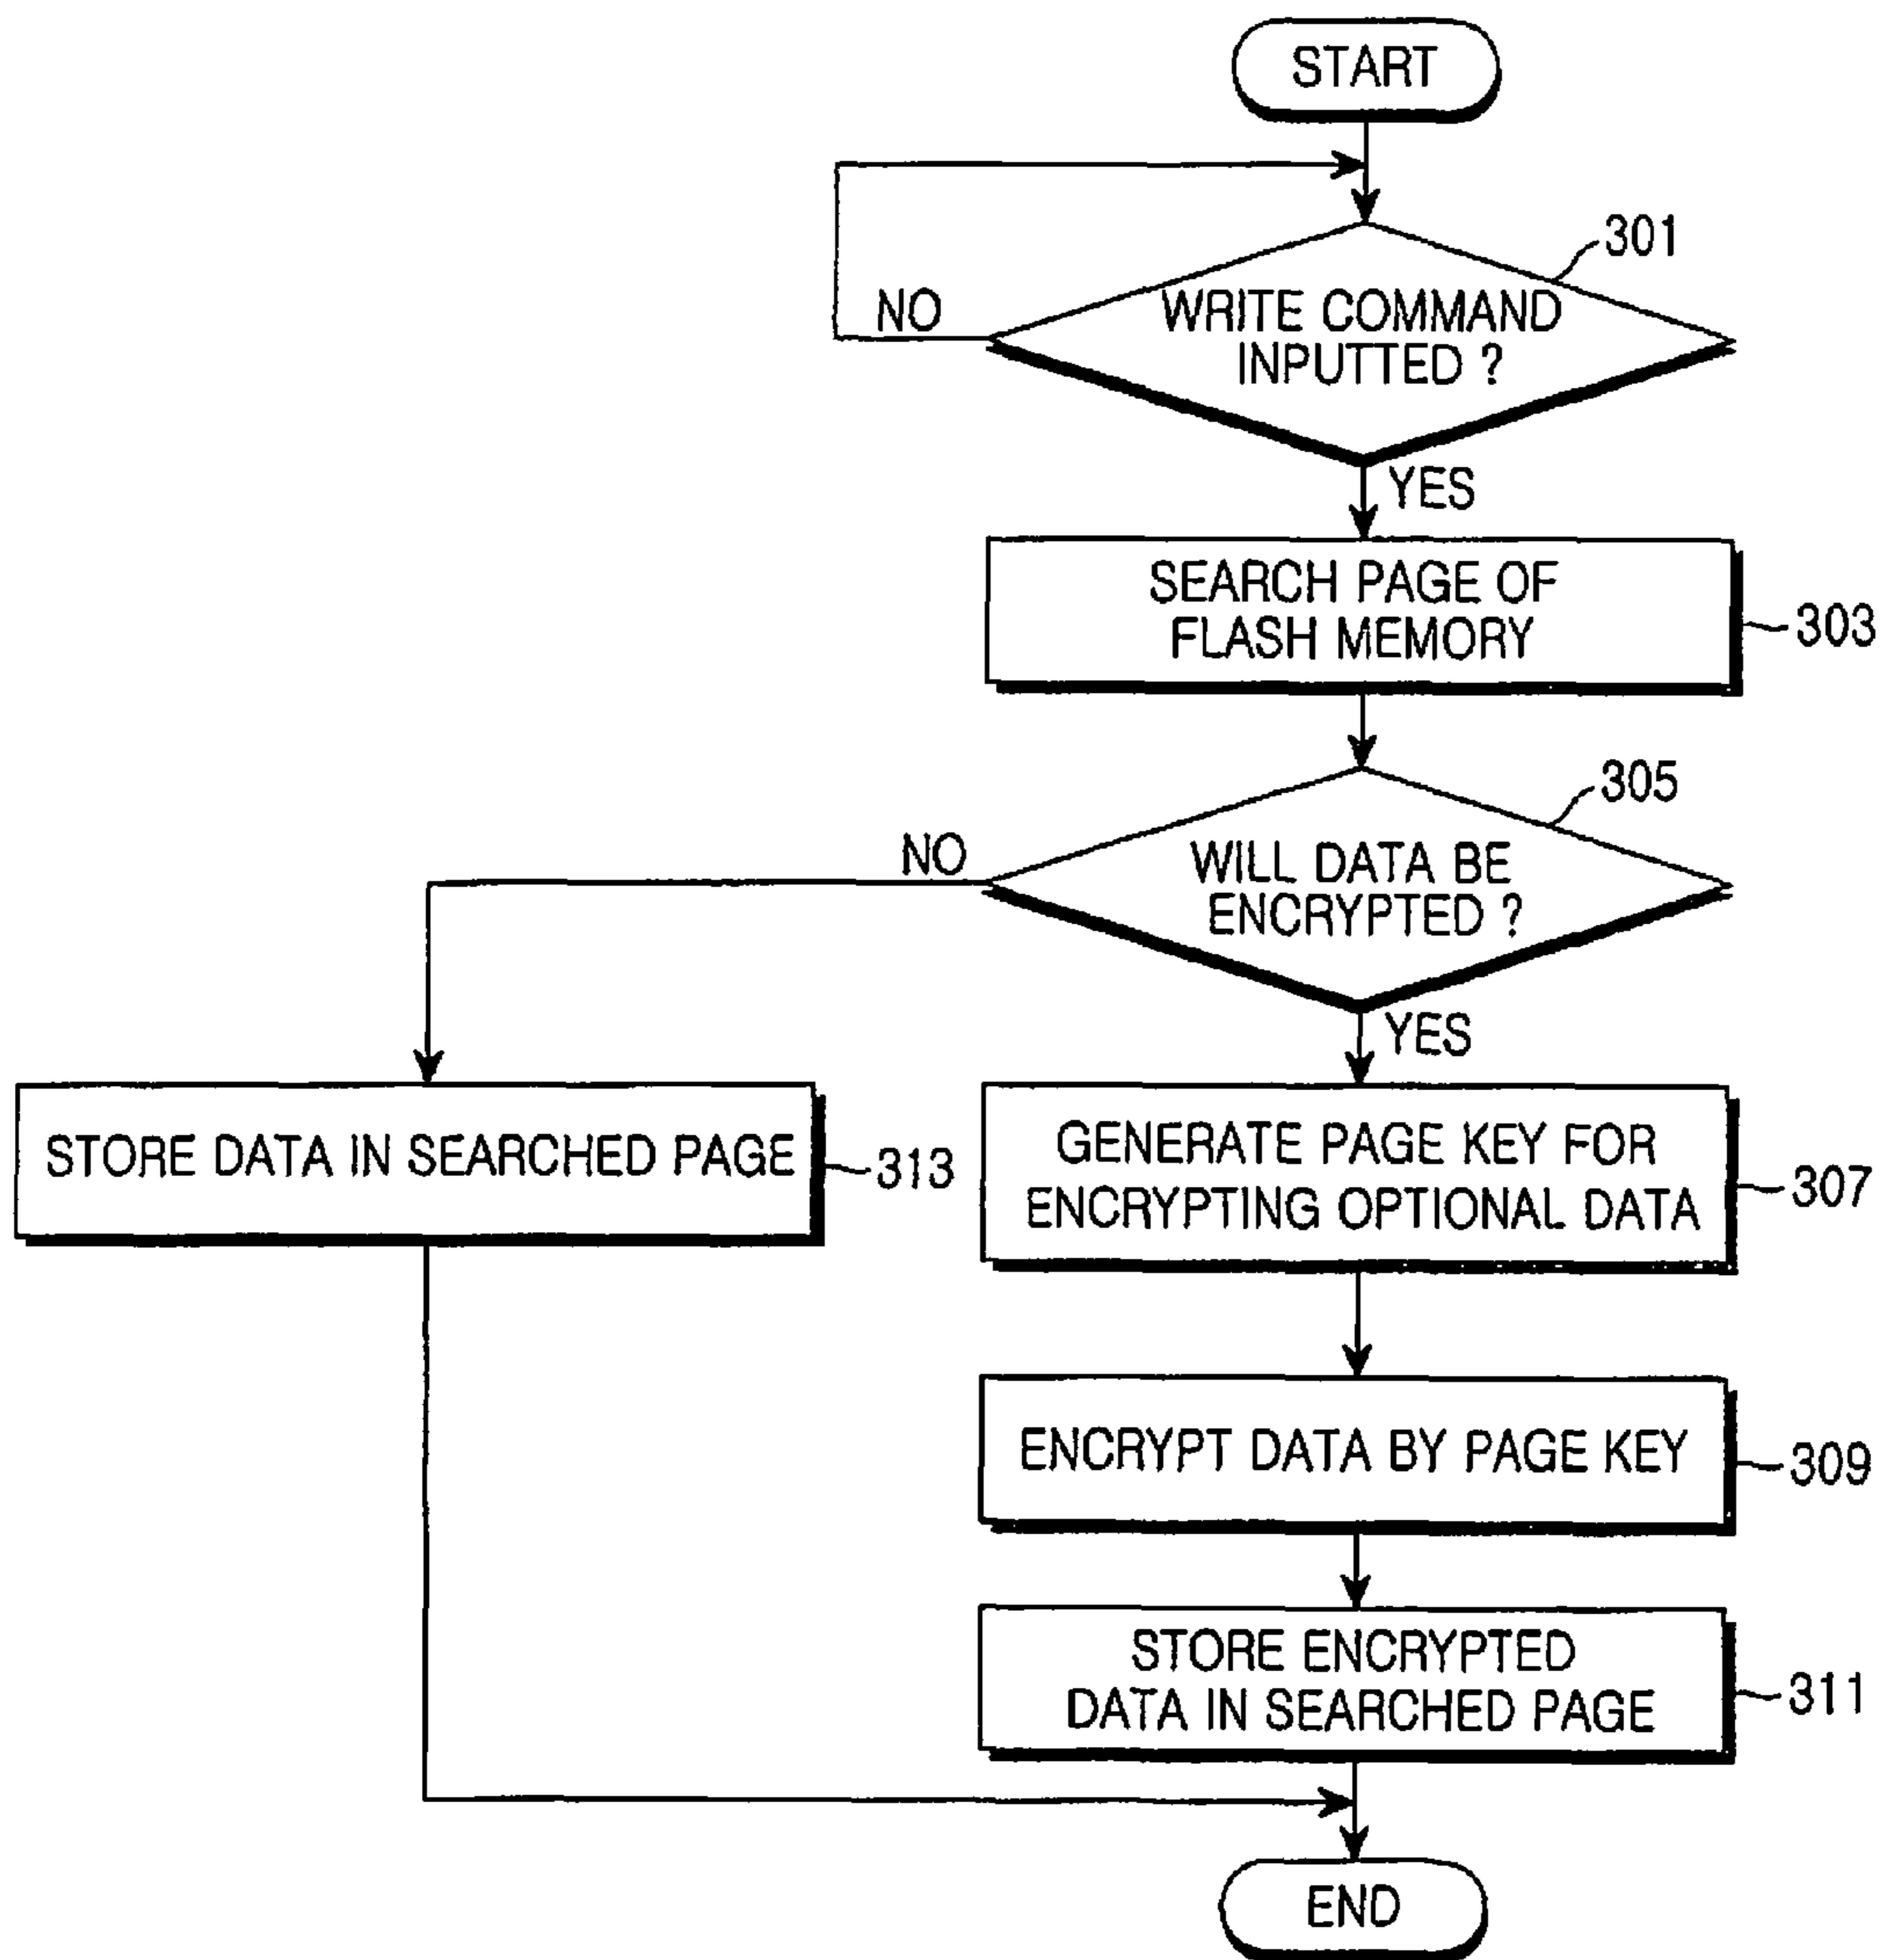 START
301
NO
WRITE COMMAND
INPUTTED ?
YES
SEARCH PAGE OF
FLASH MEMORY
303
305
NO
WILL DATA BE
ENCRYPTED ?
YES
STORE DATA IN SEARCHED PAGE
313
GENERATE PAGE KEY FOR
ENCRYPTING OPTIONAL DATA
307
ENCRYPT DATA BY PAGE KEY
309
STORE ENCRYPTED
DATA IN SEARCHED PAGE
311
END